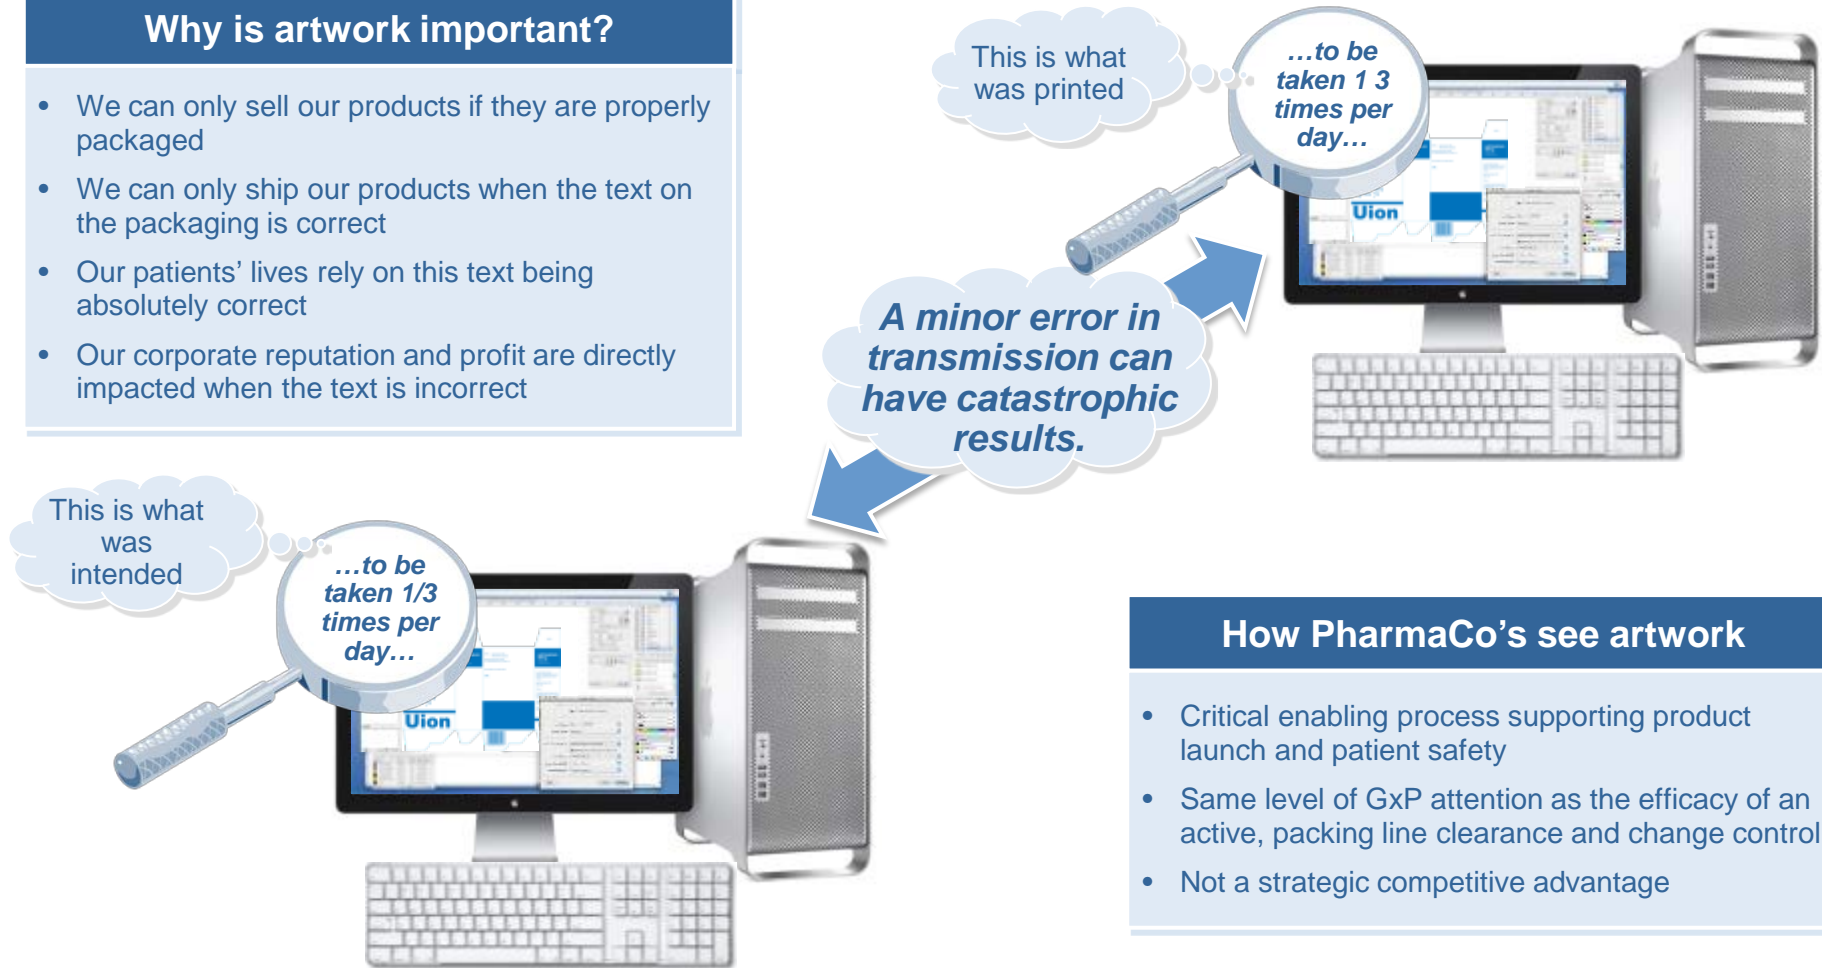 Why is artwork important?
• We can only sell our products if they are properly
packaged
• We can only ship our products when the text on
the packaging is correct
• Our patients’ lives rely on this text being
absolutely correct
• Our corporate reputation and profit are directly
impacted when the text is incorrect
This is what
was printed
…to be
taken 1 3
times per
day…
Uion
A minor error in
transmission can
have catastrophic
results.
This is what
was
intended
…to be
taken 1/3
times per
day…
Uion
How PharmaCo’s see artwork
• Critical enabling process supporting product
launch and patient safety
• Same level of GxP attention as the efficacy of an
active, packing line clearance and change control
• Not a strategic competitive advantage